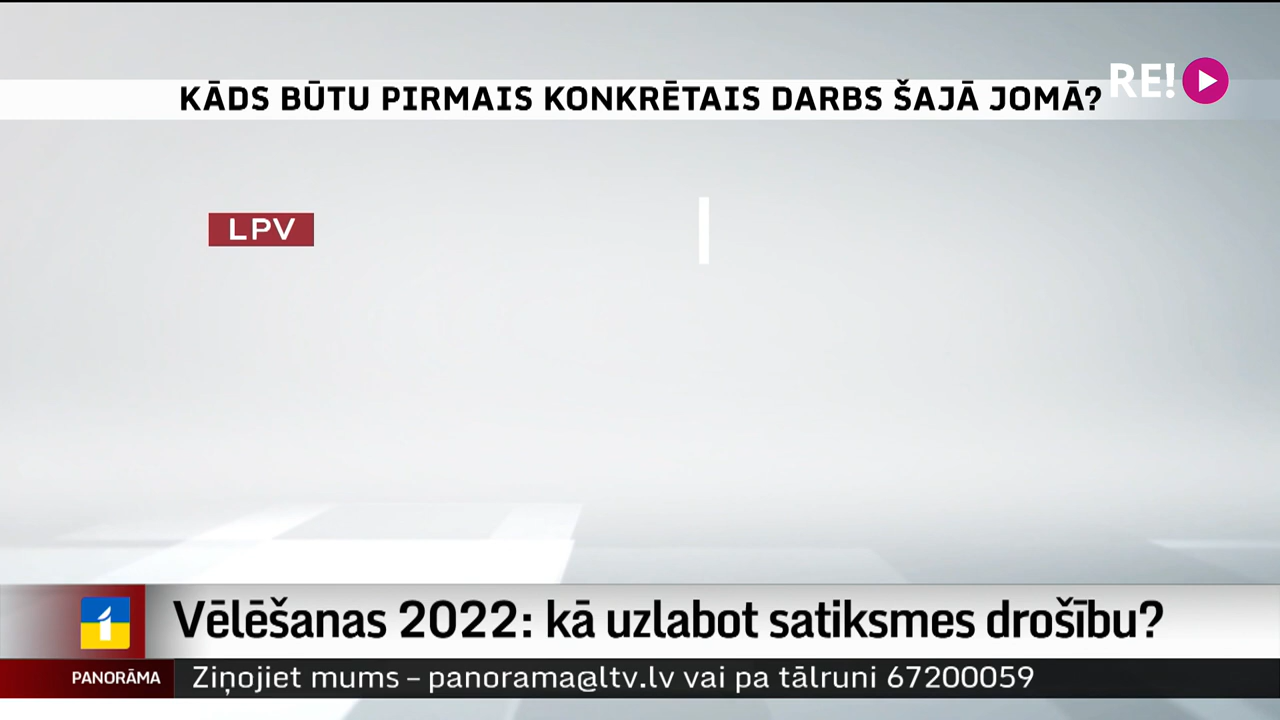 KĀDS BŪTU PIRMAIS KONKRĒTAIS DARBS ŠAJĀ JOMĀ?
RE!
LPV
1
Vēlēšanas 2022: kā uzlabot satiksmes drošību?
PANORĀMA
Ziņojiet mums – panorama@ltv.lv vai pa tālruni 67200059